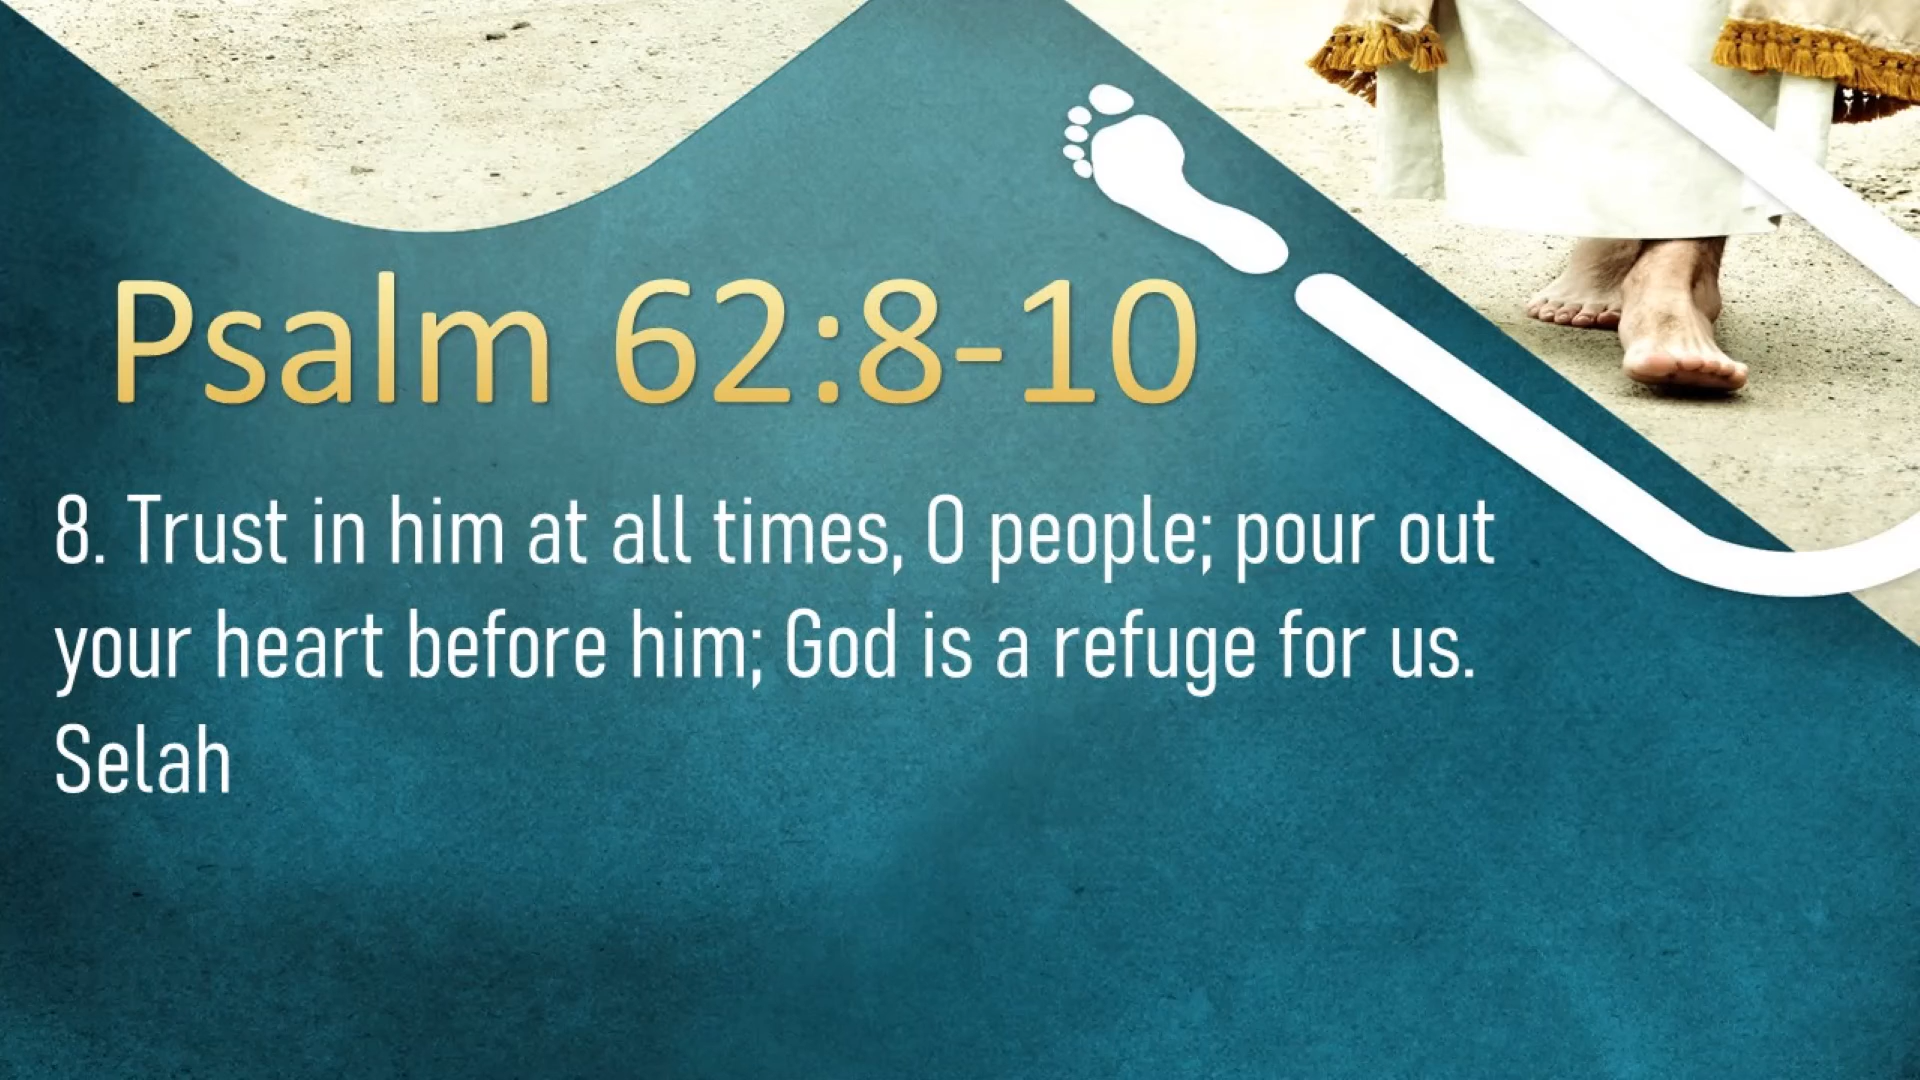 Psalm 62:8-10
8. Trust in him at all times, O people; pour out
your heart before him; God is a refuge for us.
Selah